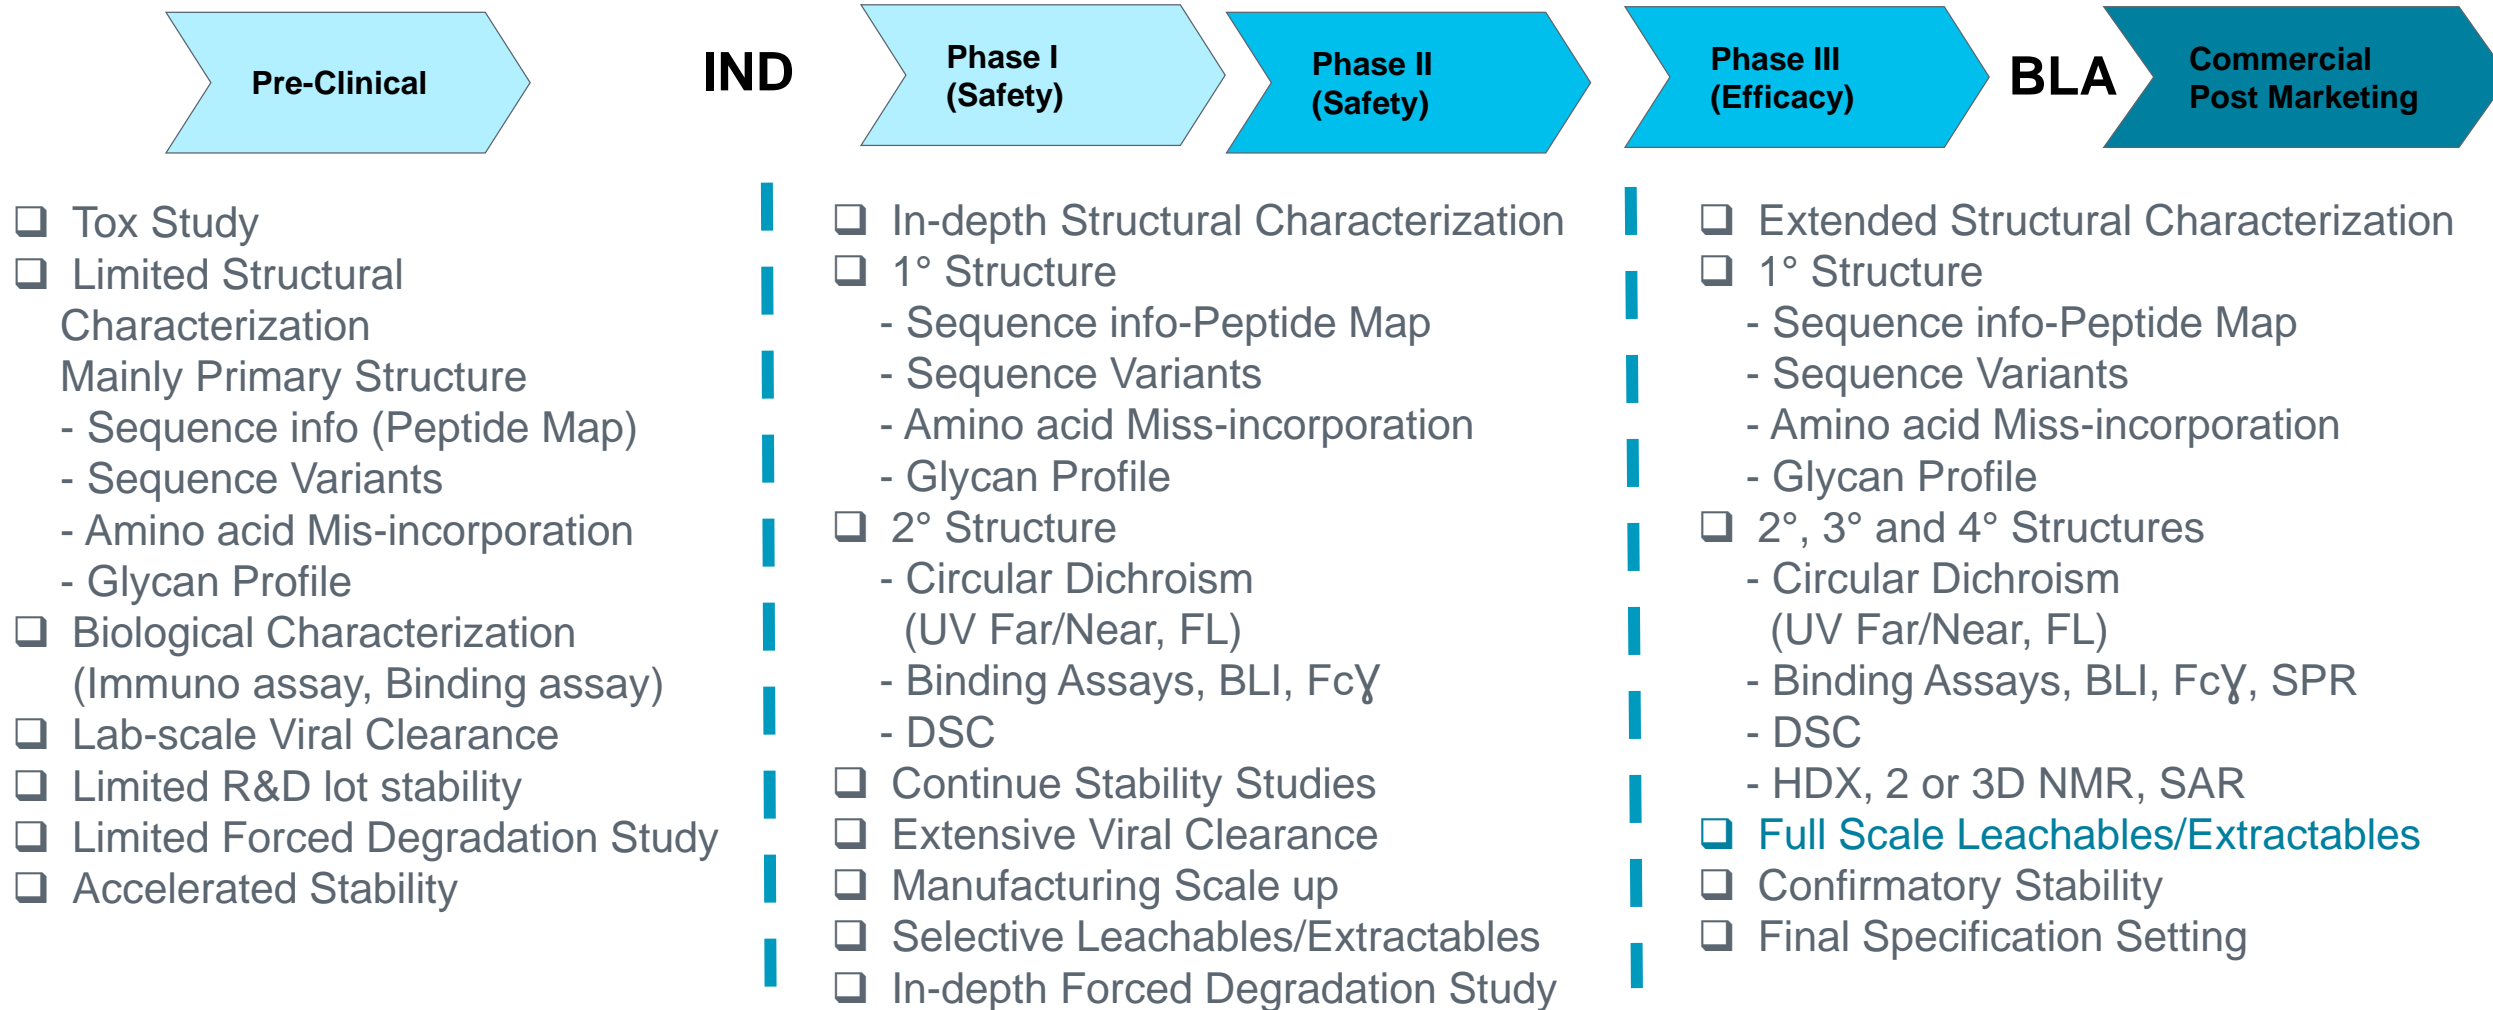 Pre-Clinical
IND
Phase I
(Safety)
Phase II
(Safety)
Phase III
(Efficacy)
BLA
Commercial
Post Marketing
❑ Tox Study
❑ Limited Structural
Characterization
Mainly Primary Structure
- Sequence info (Peptide Map)
- Sequence Variants
- Amino acid Mis-incorporation
- Glycan Profile
❑ Biological Characterization
(Immuno assay, Binding assay)
❑ Lab-scale Viral Clearance
❑ Limited R&D lot stability
❑ Limited Forced Degradation Study
❑ Accelerated Stability
❑ In-depth Structural Characterization
❑ 1° Structure
- Sequence info-Peptide Map
- Sequence Variants
- Amino acid Miss-incorporation
- Glycan Profile
❑ 2° Structure
- Circular Dichroism
(UV Far/Near, FL)
- Binding Assays, BLI, FcƔ
- DSC
❑ Continue Stability Studies
❑ Extensive Viral Clearance
❑ Manufacturing Scale up
❑ Selective Leachables/Extractables
❑ In-depth Forced Degradation Study
❑ Extended Structural Characterization
❑ 1° Structure
- Sequence info-Peptide Map
- Sequence Variants
- Amino acid Miss-incorporation
- Glycan Profile
❑ 2°, 3° and 4° Structures
- Circular Dichroism
(UV Far/Near, FL)
- Binding Assays, BLI, FcƔ, SPR
- DSC
- HDX, 2 or 3D NMR, SAR
❑ Full Scale Leachables/Extractables
❑ Confirmatory Stability
❑ Final Specification Setting